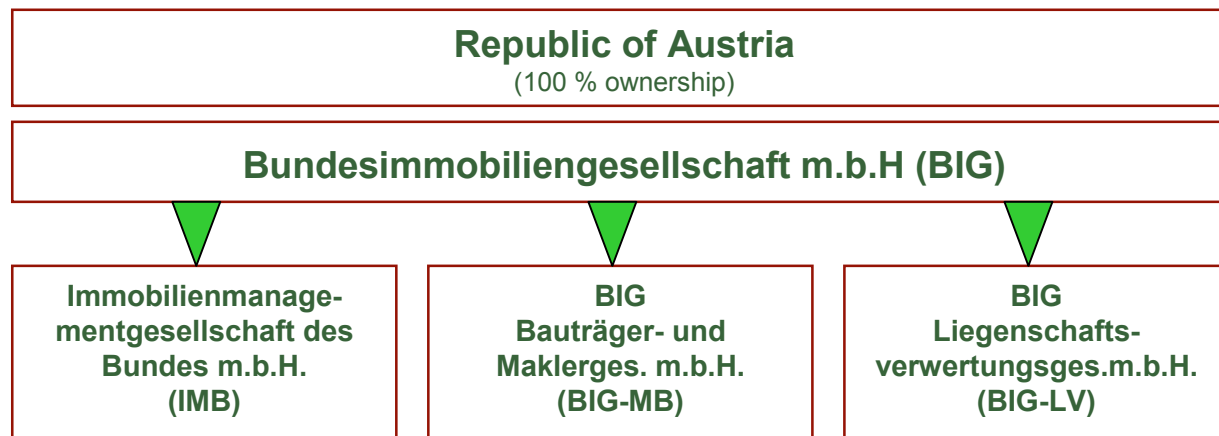 Republic of Austria
(100 % ownership)
Bundesimmobiliengesellschaft m.b.H (BIG)
Immobilienmanage-
mentgesellschaft des
Bundes m.b.H.
(IMB)
BIG
Bauträger- und
Maklerges. m.b.H.
(BIG-MB)
BIG
Liegenschafts-
verwertungsges.m.b.H.
(BIG-LV)